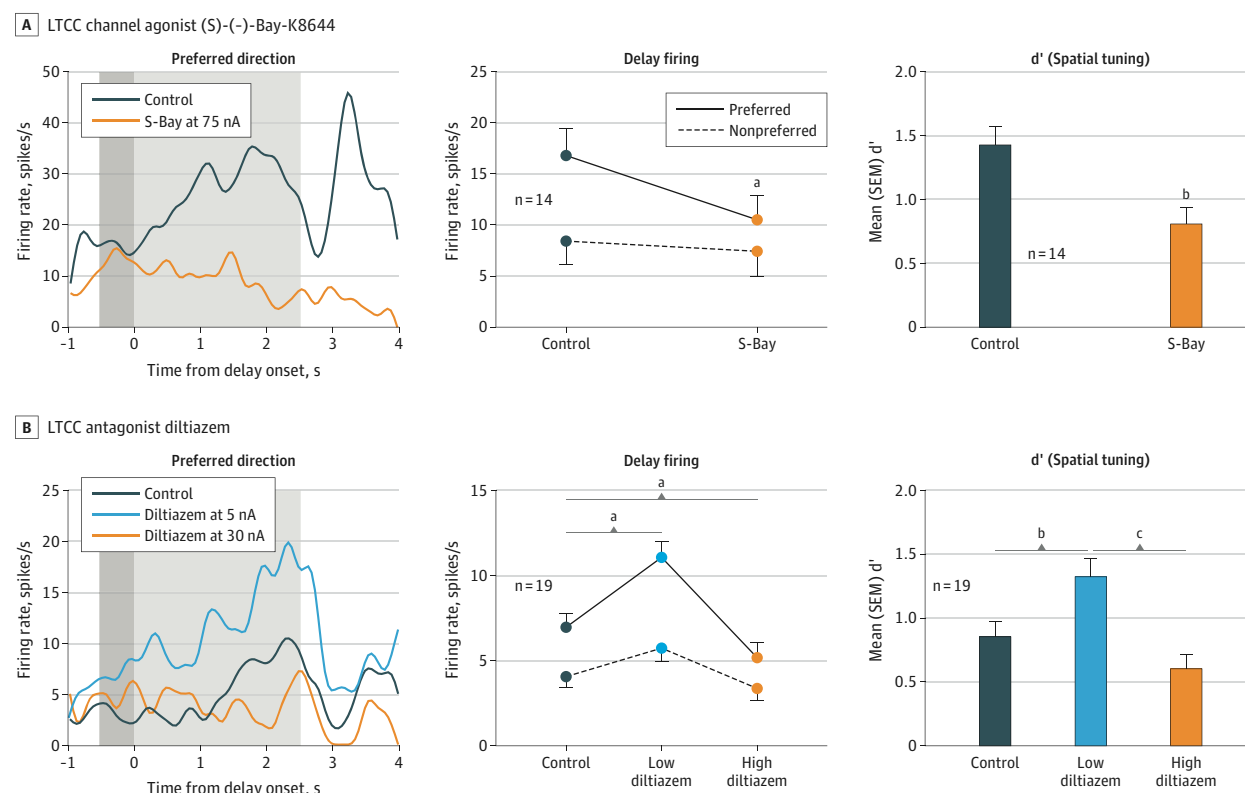 A LTCC channel agonist (S)-(-)-Bay-K8644
Preferred direction
Firing rate, spikes/s
50
40
30
20
10
0
Control
S-Bay at 75 nA
-1 0 1 2 3 4
Time from delay onset, s
Delay firing
Firing rate, spikes/s
25
20
15
10
5
0
Preferred
Nonpreferred
n=14
a
Control S-Bay
d' (Spatial tuning)
Mean (SEM) d'
2.0
1.5
1.0
0.5
0
n=14
b
Control S-Bay
B LTCC antagonist diltiazem
Preferred direction
Firing rate, spikes/s
25
20
15
10
5
0
Control
Diltiazem at 5 nA
Diltiazem at 30 nA
-1 0 1 2 3 4
Time from delay onset, s
Delay firing
Firing rate, spikes/s
15
10
5
0
a
a
n=19
Control Low diltiazem High diltiazem
d' (Spatial tuning)
Mean (SEM) d'
2.0
1.5
1.0
0.5
0
b c
n=19
Control Low diltiazem High diltiazem